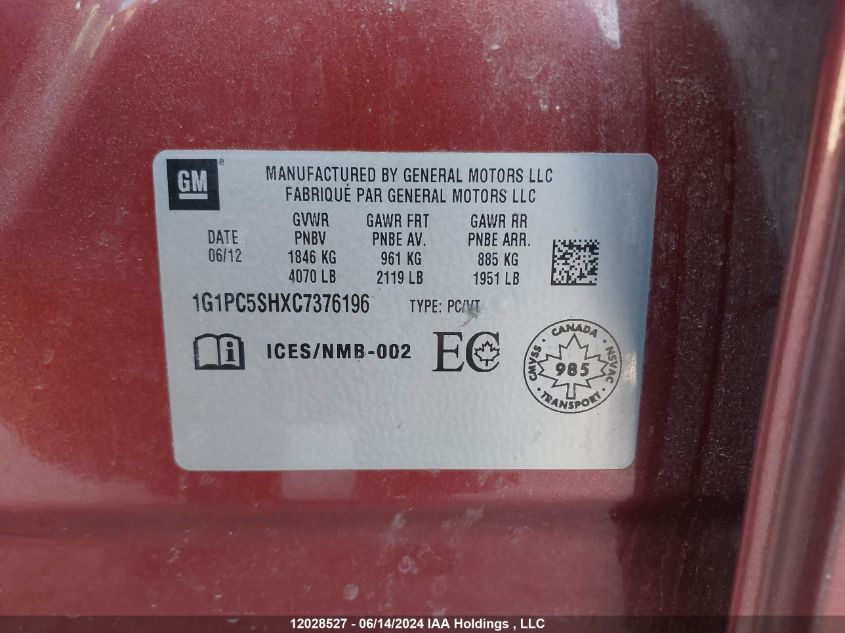 GM®
MANUFACTURED BY GENERAL MOTORS LLC
FABRIQUÉ PAR GENERAL MOTORS LLC
GVWR GAWR FRT GAWR RR
DATE PNBV PNBE AV. PNBE ARR.
06/12 1846 KG 961 KG 885 KG
4070 LB 2119 LB 1951 LB
1G1PC5SHXC7376196 TYPE: PC/VT
i ICES/NMB-002 EC
CANADA
CMVSS 985 NSVAC
TRANSPORT
12028527 - 06/14/2024 IAA Holdings , LLC